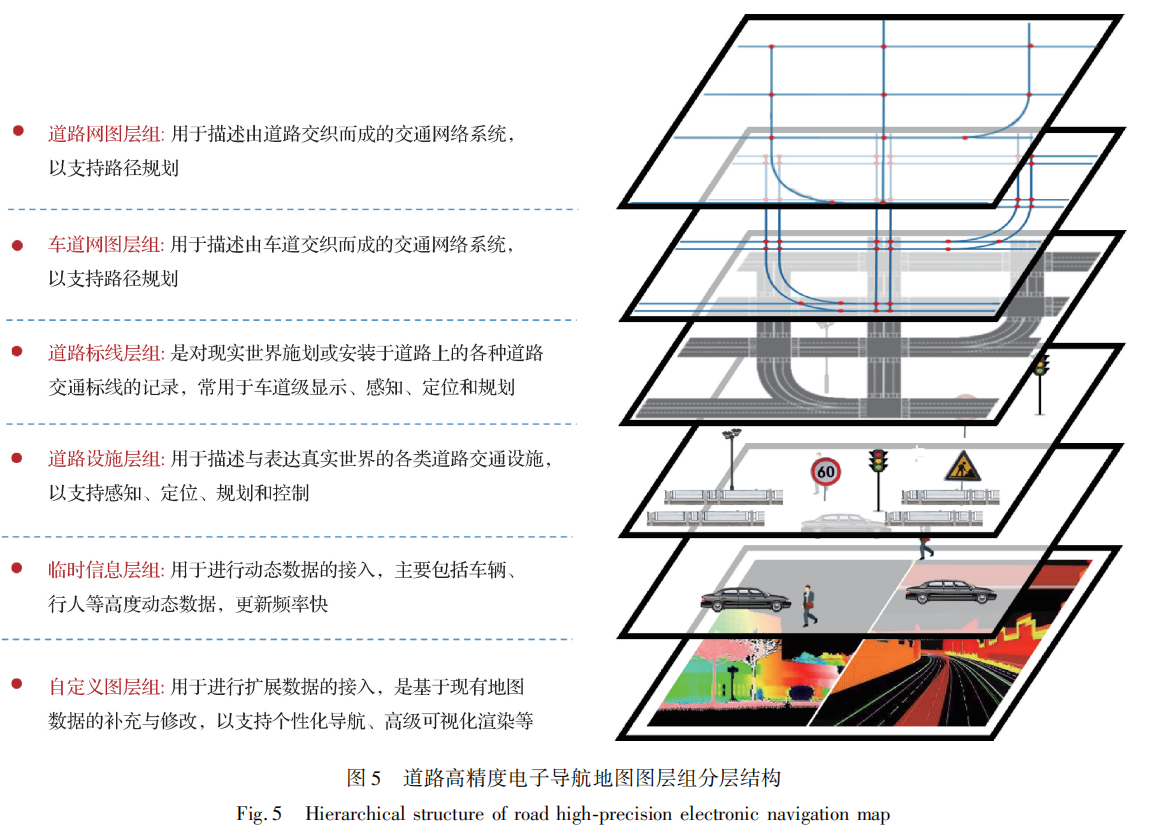 道路网图层组: 用于描述由道路交织而成的交通网络系统，
以支持路径规划
车道网图层组: 用于描述由车道交织而成的交通网络系统，
以支持路径规划
道路标线层组: 是对现实世界施划或安装于道路上的各种道路
交通标线的记录，常用于车道级显示、感知、定位和规划
道路设施层组: 用于描述与表达真实世界的各类道路交通设施，
以支持感知、定位、规划和控制
60
临时信息层组: 用于进行动态数据的接入，主要包括车辆、
行人等高度动态数据，更新频率快
自定义图层组: 用于进行扩展数据的接入，是基于现有地图
数据的补充与修改，以支持个性化导航、高级可视化渲染等
图 5 道路高精度电子导航地图图层组分层结构
Fig. 5 Hierarchical structure of road high-precision electronic navigation map